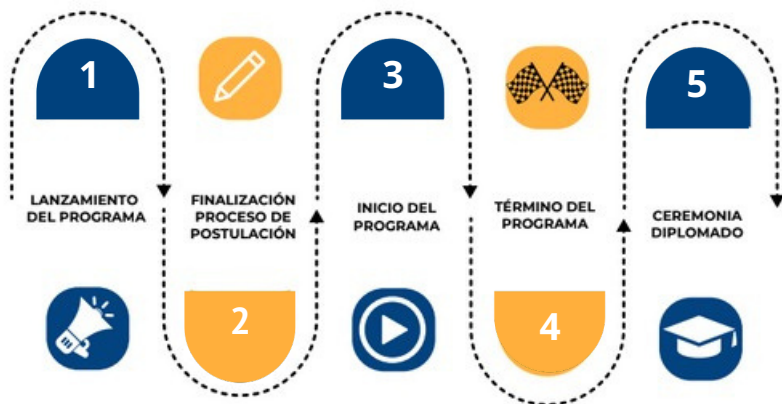 1
LANZAMIENTO
DEL PROGRAMA
FINALIZACIÓN
PROCESO DE
POSTULACIÓN
2
3
INICIO DEL
PROGRAMA
TÉRMINO DEL
PROGRAMA
4
5
CEREMONIA
DIPLOMADO